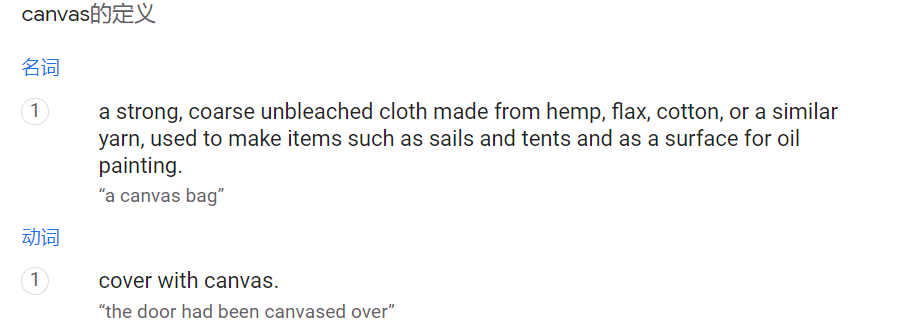 canvas的定义
名词
1
a strong, coarse unbleached cloth made from hemp, flax, cotton, or a similar
yarn, used to make items such as sails and tents and as a surface for oil
painting.
“a canvas bag”
动词
1
cover with canvas.
“the door had been canvased over”